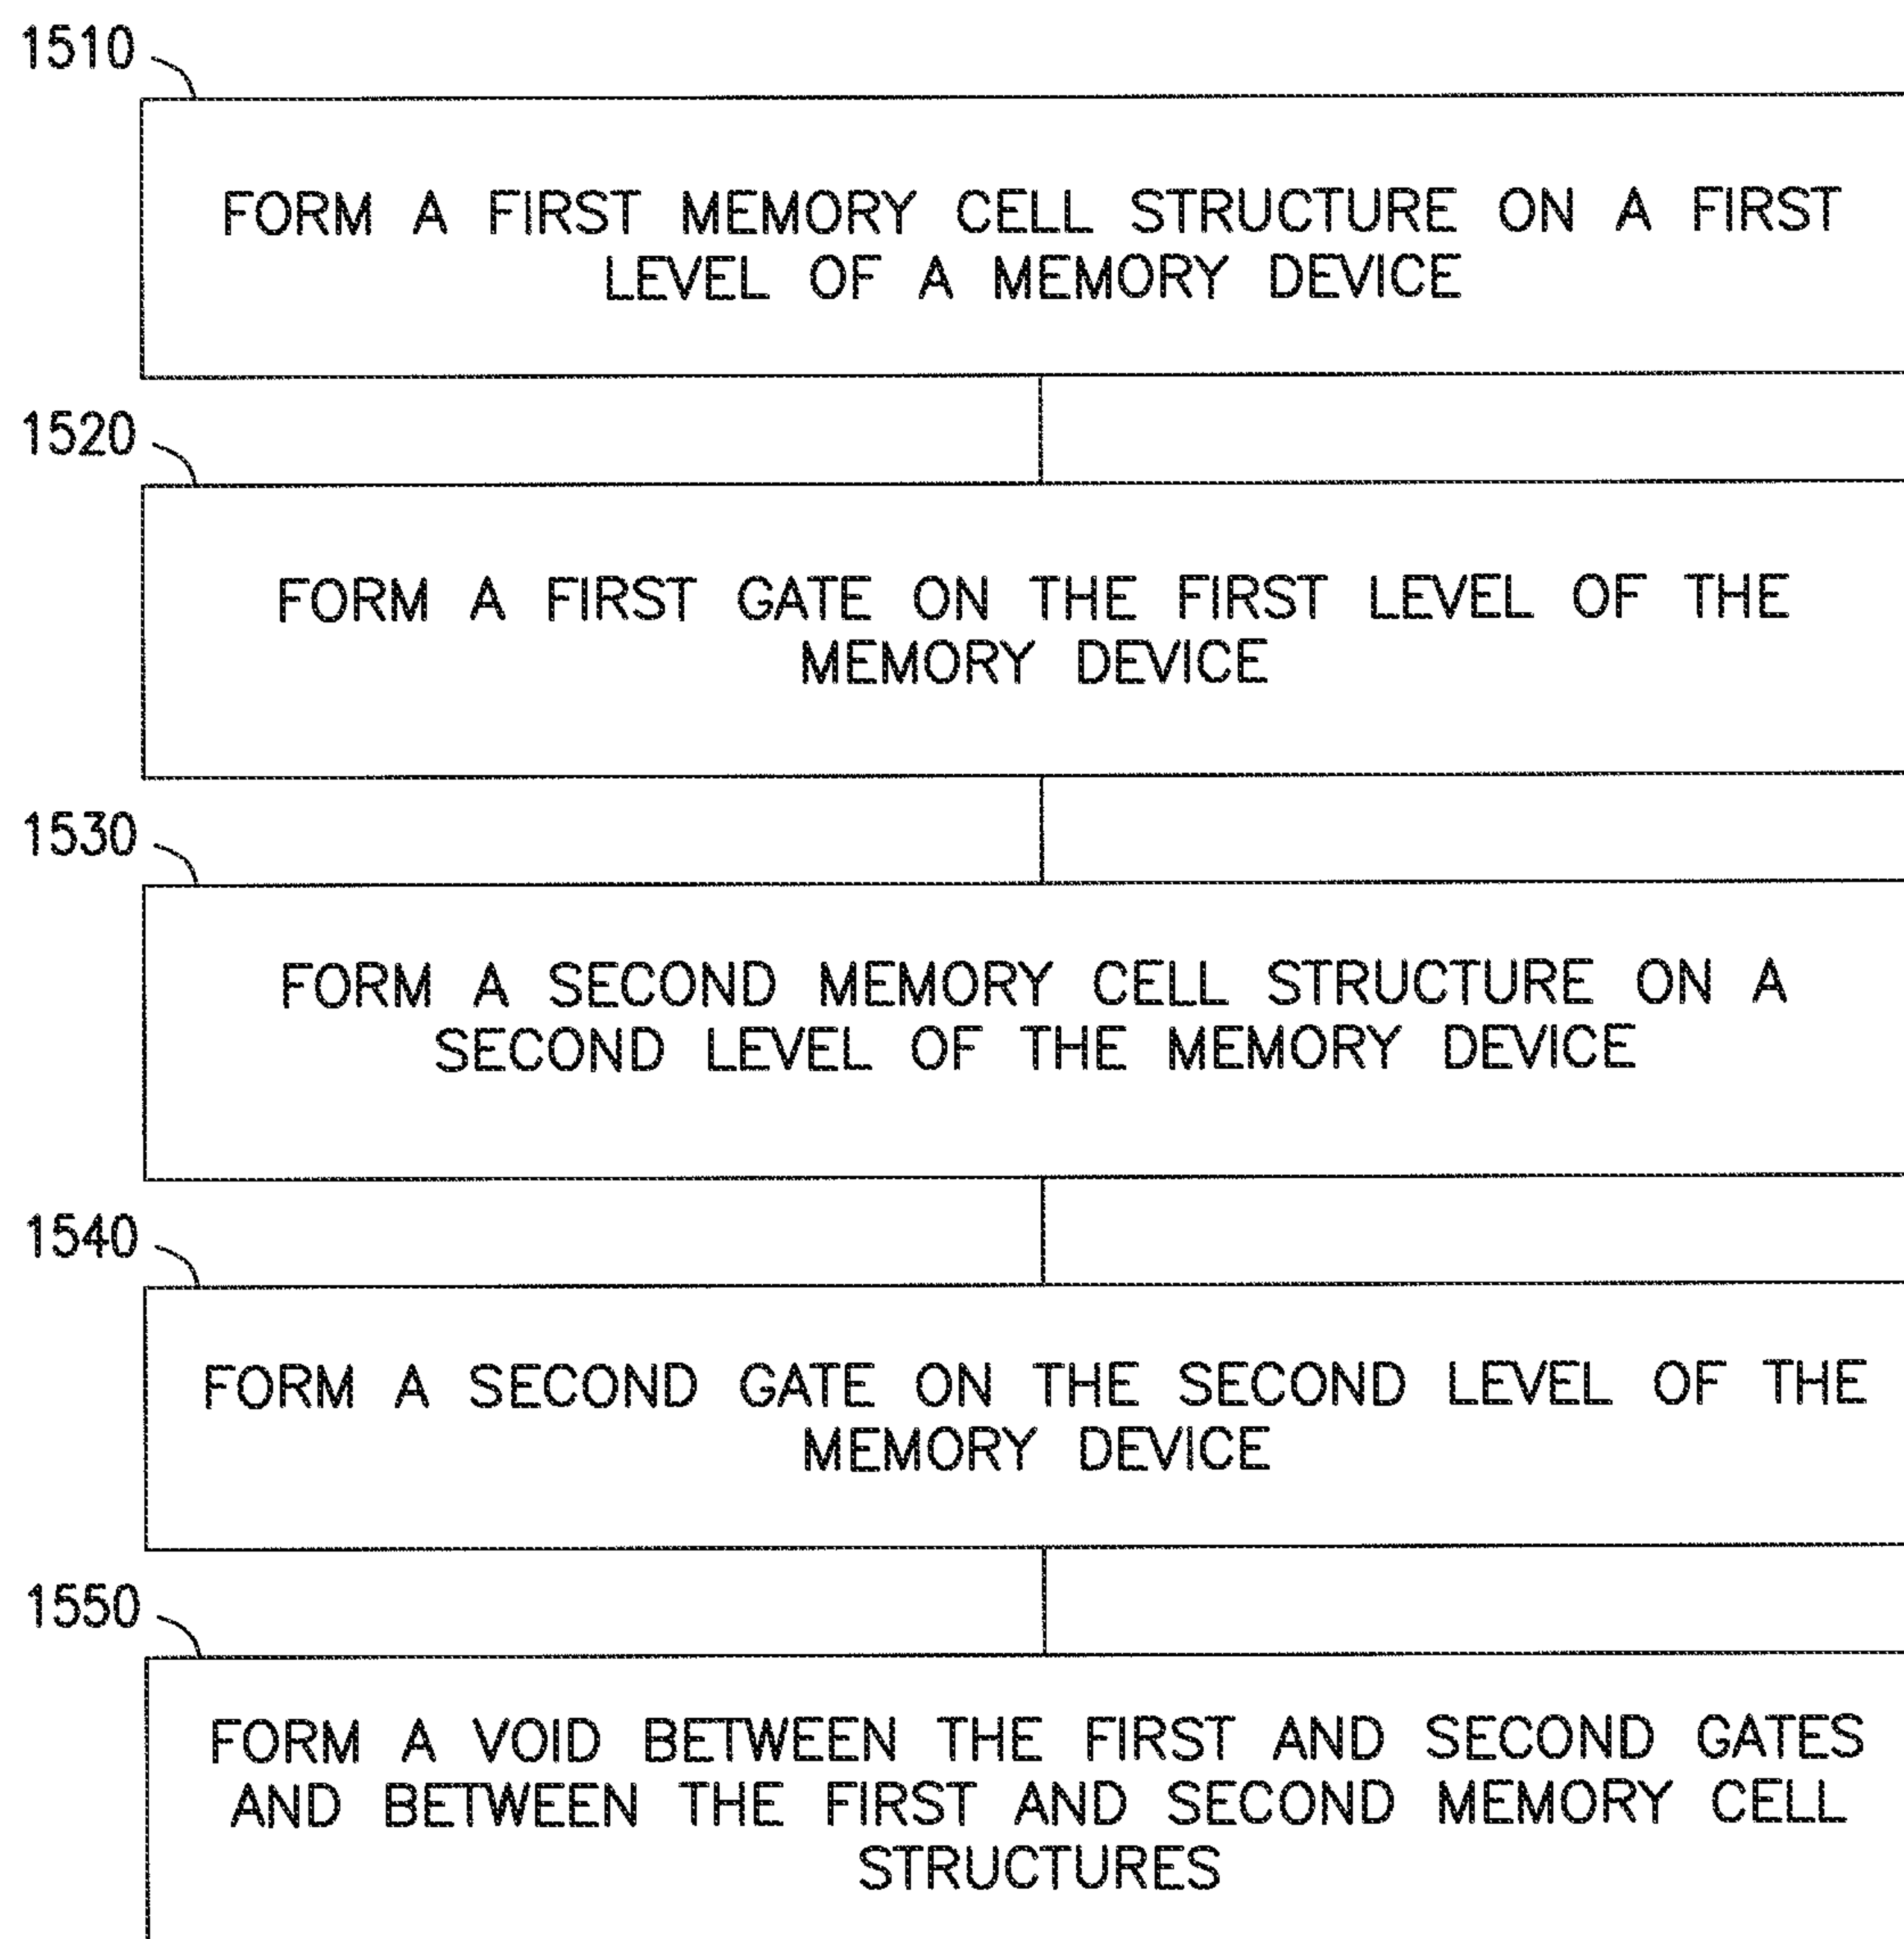 1510
FORM A FIRST MEMORY CELL STRUCTURE ON A FIRST
LEVEL OF A MEMORY DEVICE
1520
FORM A FIRST GATE ON THE FIRST LEVEL OF THE
MEMORY DEVICE
1530
FORM A SECOND MEMORY CELL STRUCTURE ON A
SECOND LEVEL OF THE MEMORY DEVICE
1540
FORM A SECOND GATE ON THE SECOND LEVEL OF THE
MEMORY DEVICE
1550
FORM A VOID BETWEEN THE FIRST AND SECOND GATES
AND BETWEEN THE FIRST AND SECOND MEMORY CELL
STRUCTURES